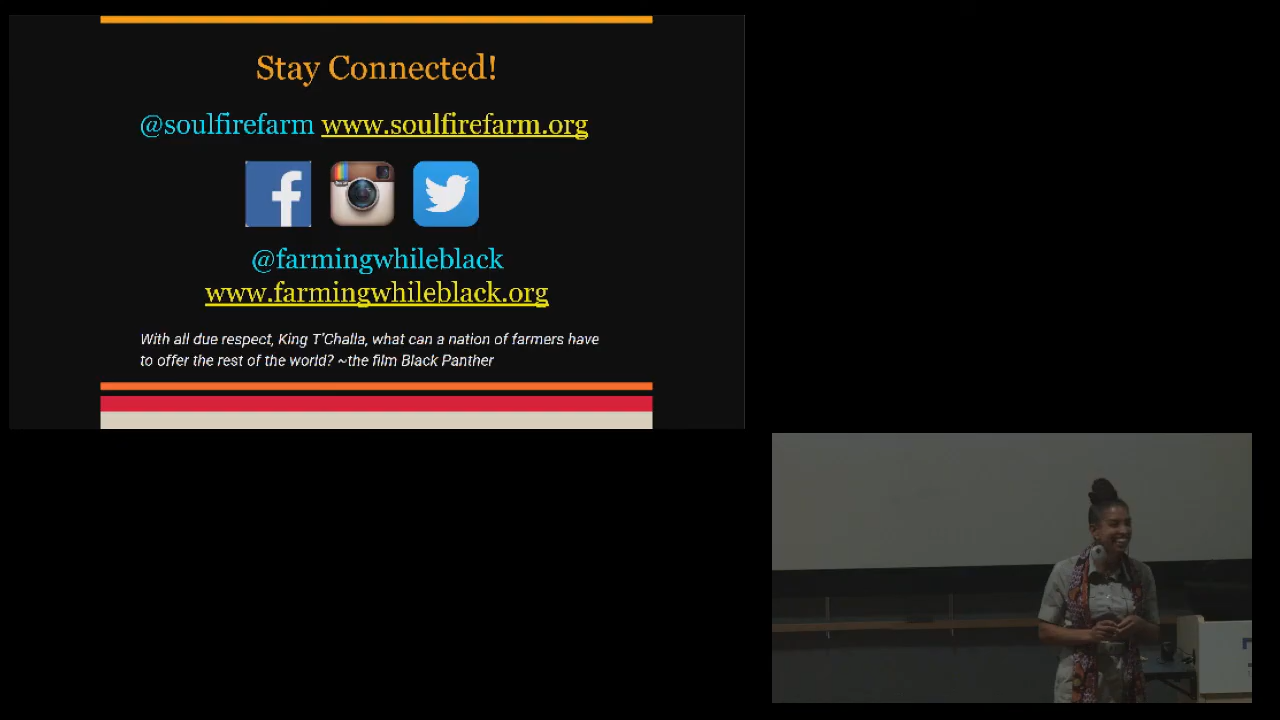 Stay Connected!
@soulfirefarm www.soulfirefarm.org
@farmingwhileblack
www.farmingwhileblack.org
With all due respect, King T'Challa, what can a nation of farmers have
to offer the rest of the world? ~the film Black Panther